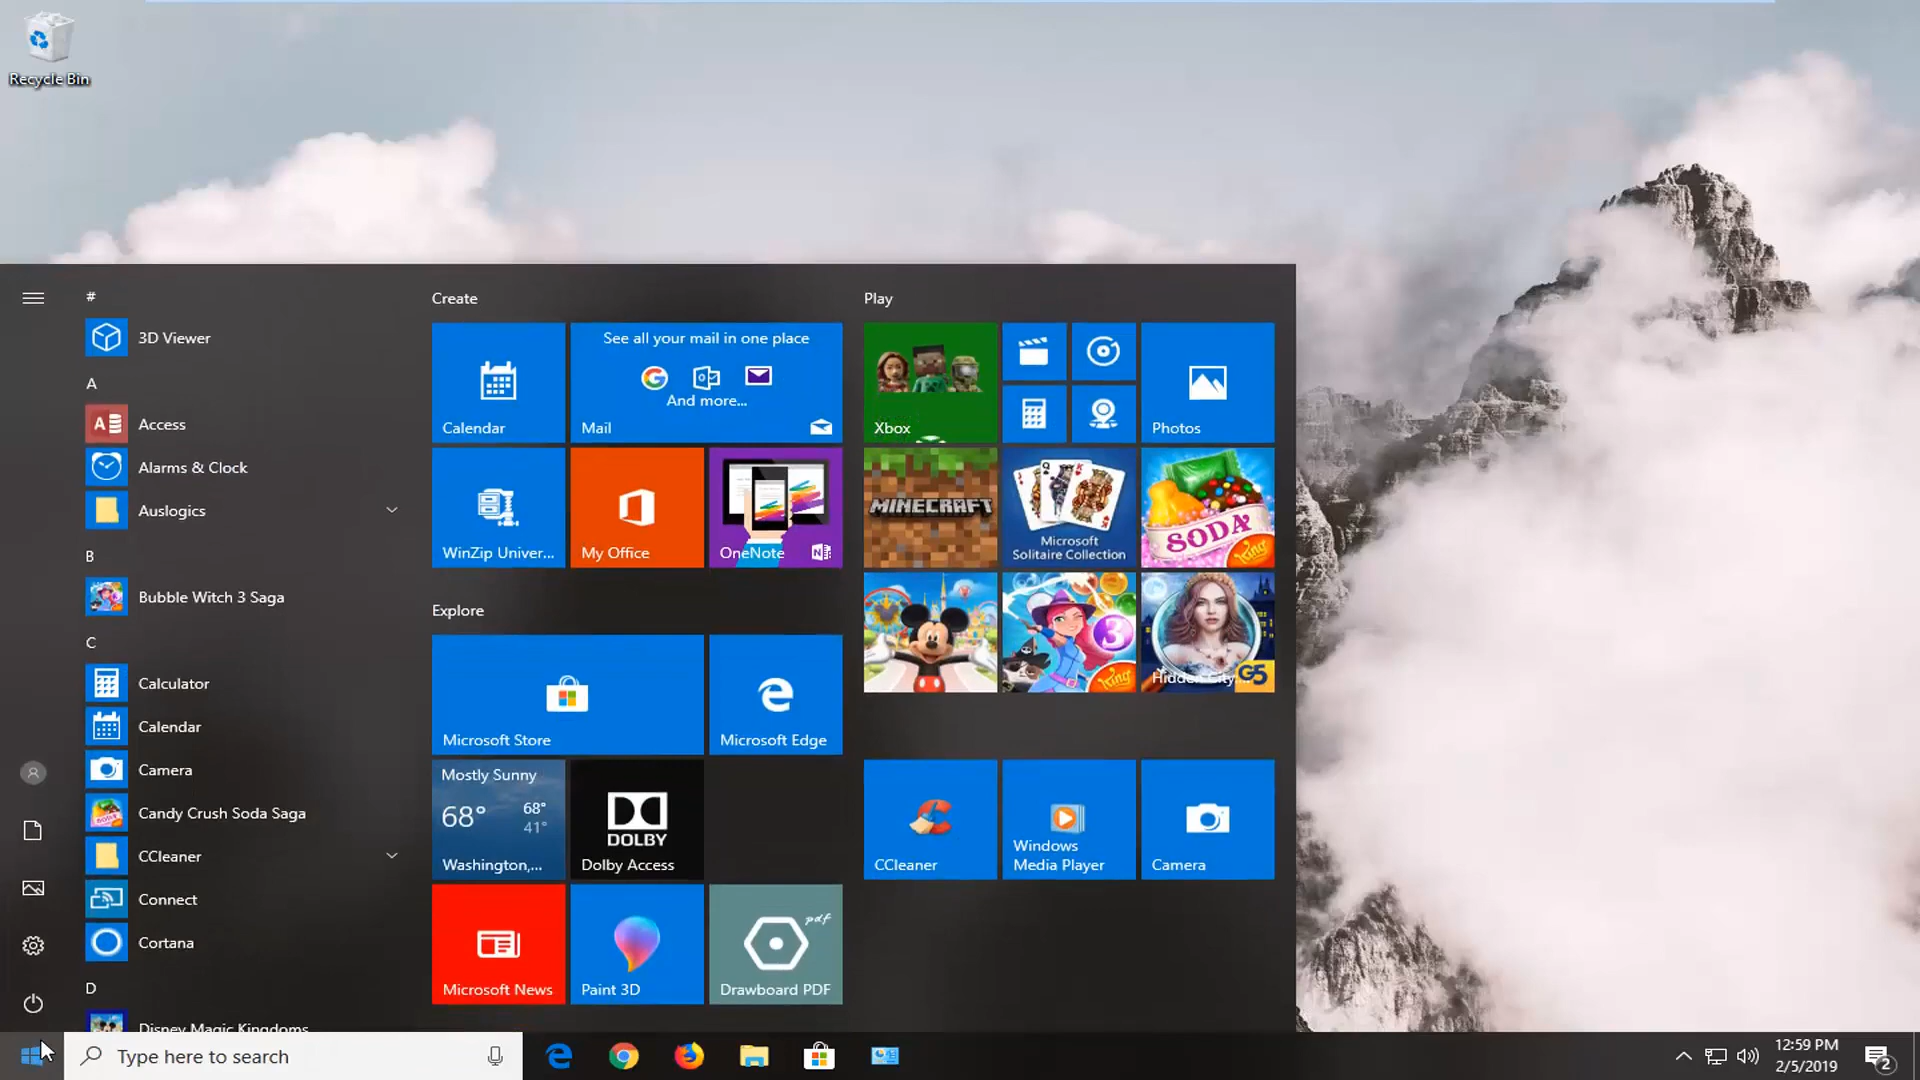 Recycle Bin
#
3D Viewer
A
Access
Alarms & Clock
Auslogics
B
Bubble Witch 3 Saga
C
Calculator
Calendar
Camera
Candy Crush Soda Saga
CCleaner
Connect
Cortana
D
Disney Magic Kingdoms
Create
Calendar
See all your mail in one place
And more...
Mail
WinZip Univer...
My Office
OneNote
Explore
Microsoft Store
Microsoft Edge
Mostly Sunny
68° 68°
41°
Washington,...
DOLBY
Dolby Access
Microsoft News
Paint 3D
pdf
Drawboard PDF
Play
Xbox
Photos
MINECRAFT
Microsoft
Solitaire Collection
SODA
King
3
King
Hidden City...
G5
CCleaner
Windows
Media Player
Camera
Type here to search
12:59 PM
2/5/2019
2